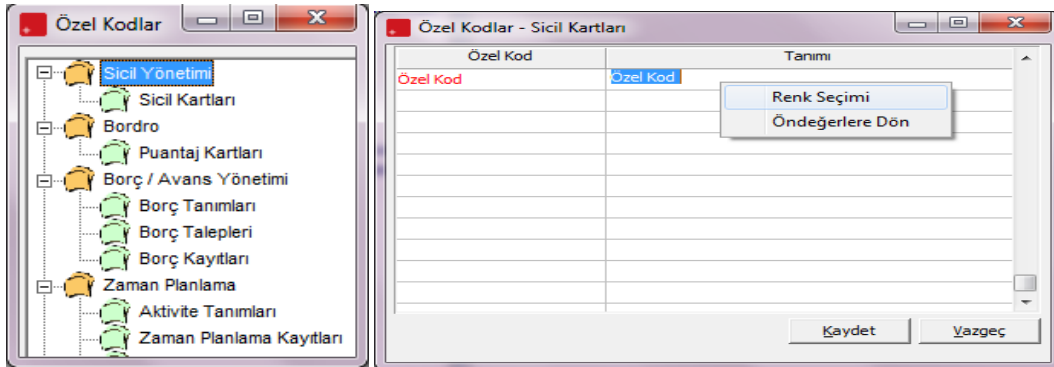 Özel Kodlar
Sicil Yönetimi
Sicil Kartları
Bordro
Puantaj Kartları
Borç / Avans Yönetimi
Borç Tanımları
Borç Talepleri
Borç Kayıtları
Zaman Planlama
Aktivite Tanımları
Zaman Planlama Kayıtları
Özel Kodlar - Sicil Kartları
Özel Kod Tanımı
Özel Kod Özel Kod
Renk Seçimi
Öndeğerlere Dön
Kaydet Vazgeç